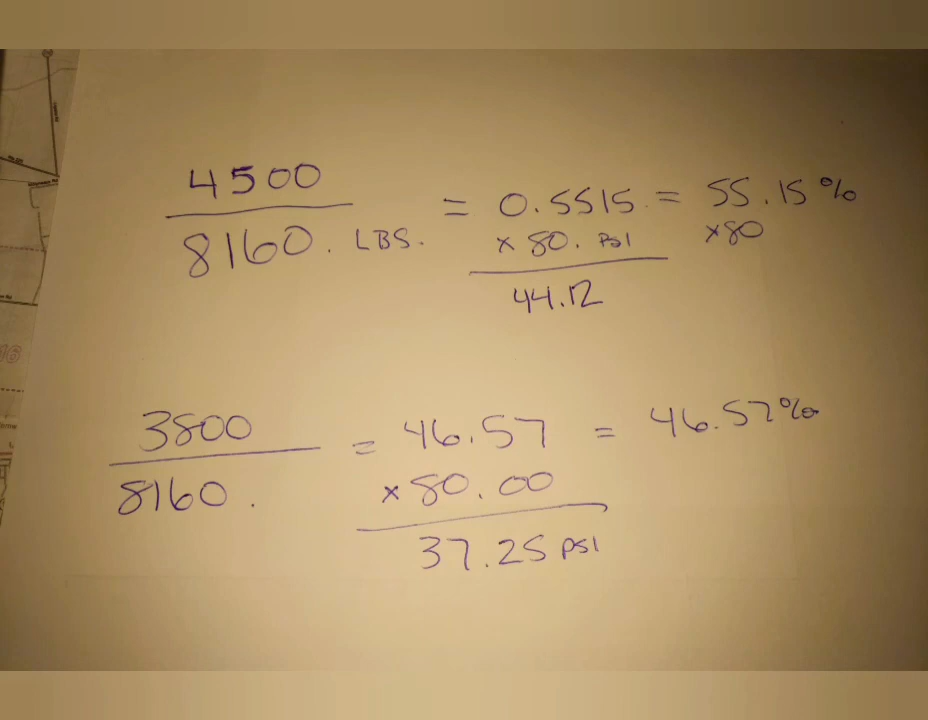 4500
8160. LBS. = 0.5515 = 55.15%
× 80. PSI ×80
44.12
3800
8160. = 46.57 = 46.57%
× 80.00
37.25 PSI